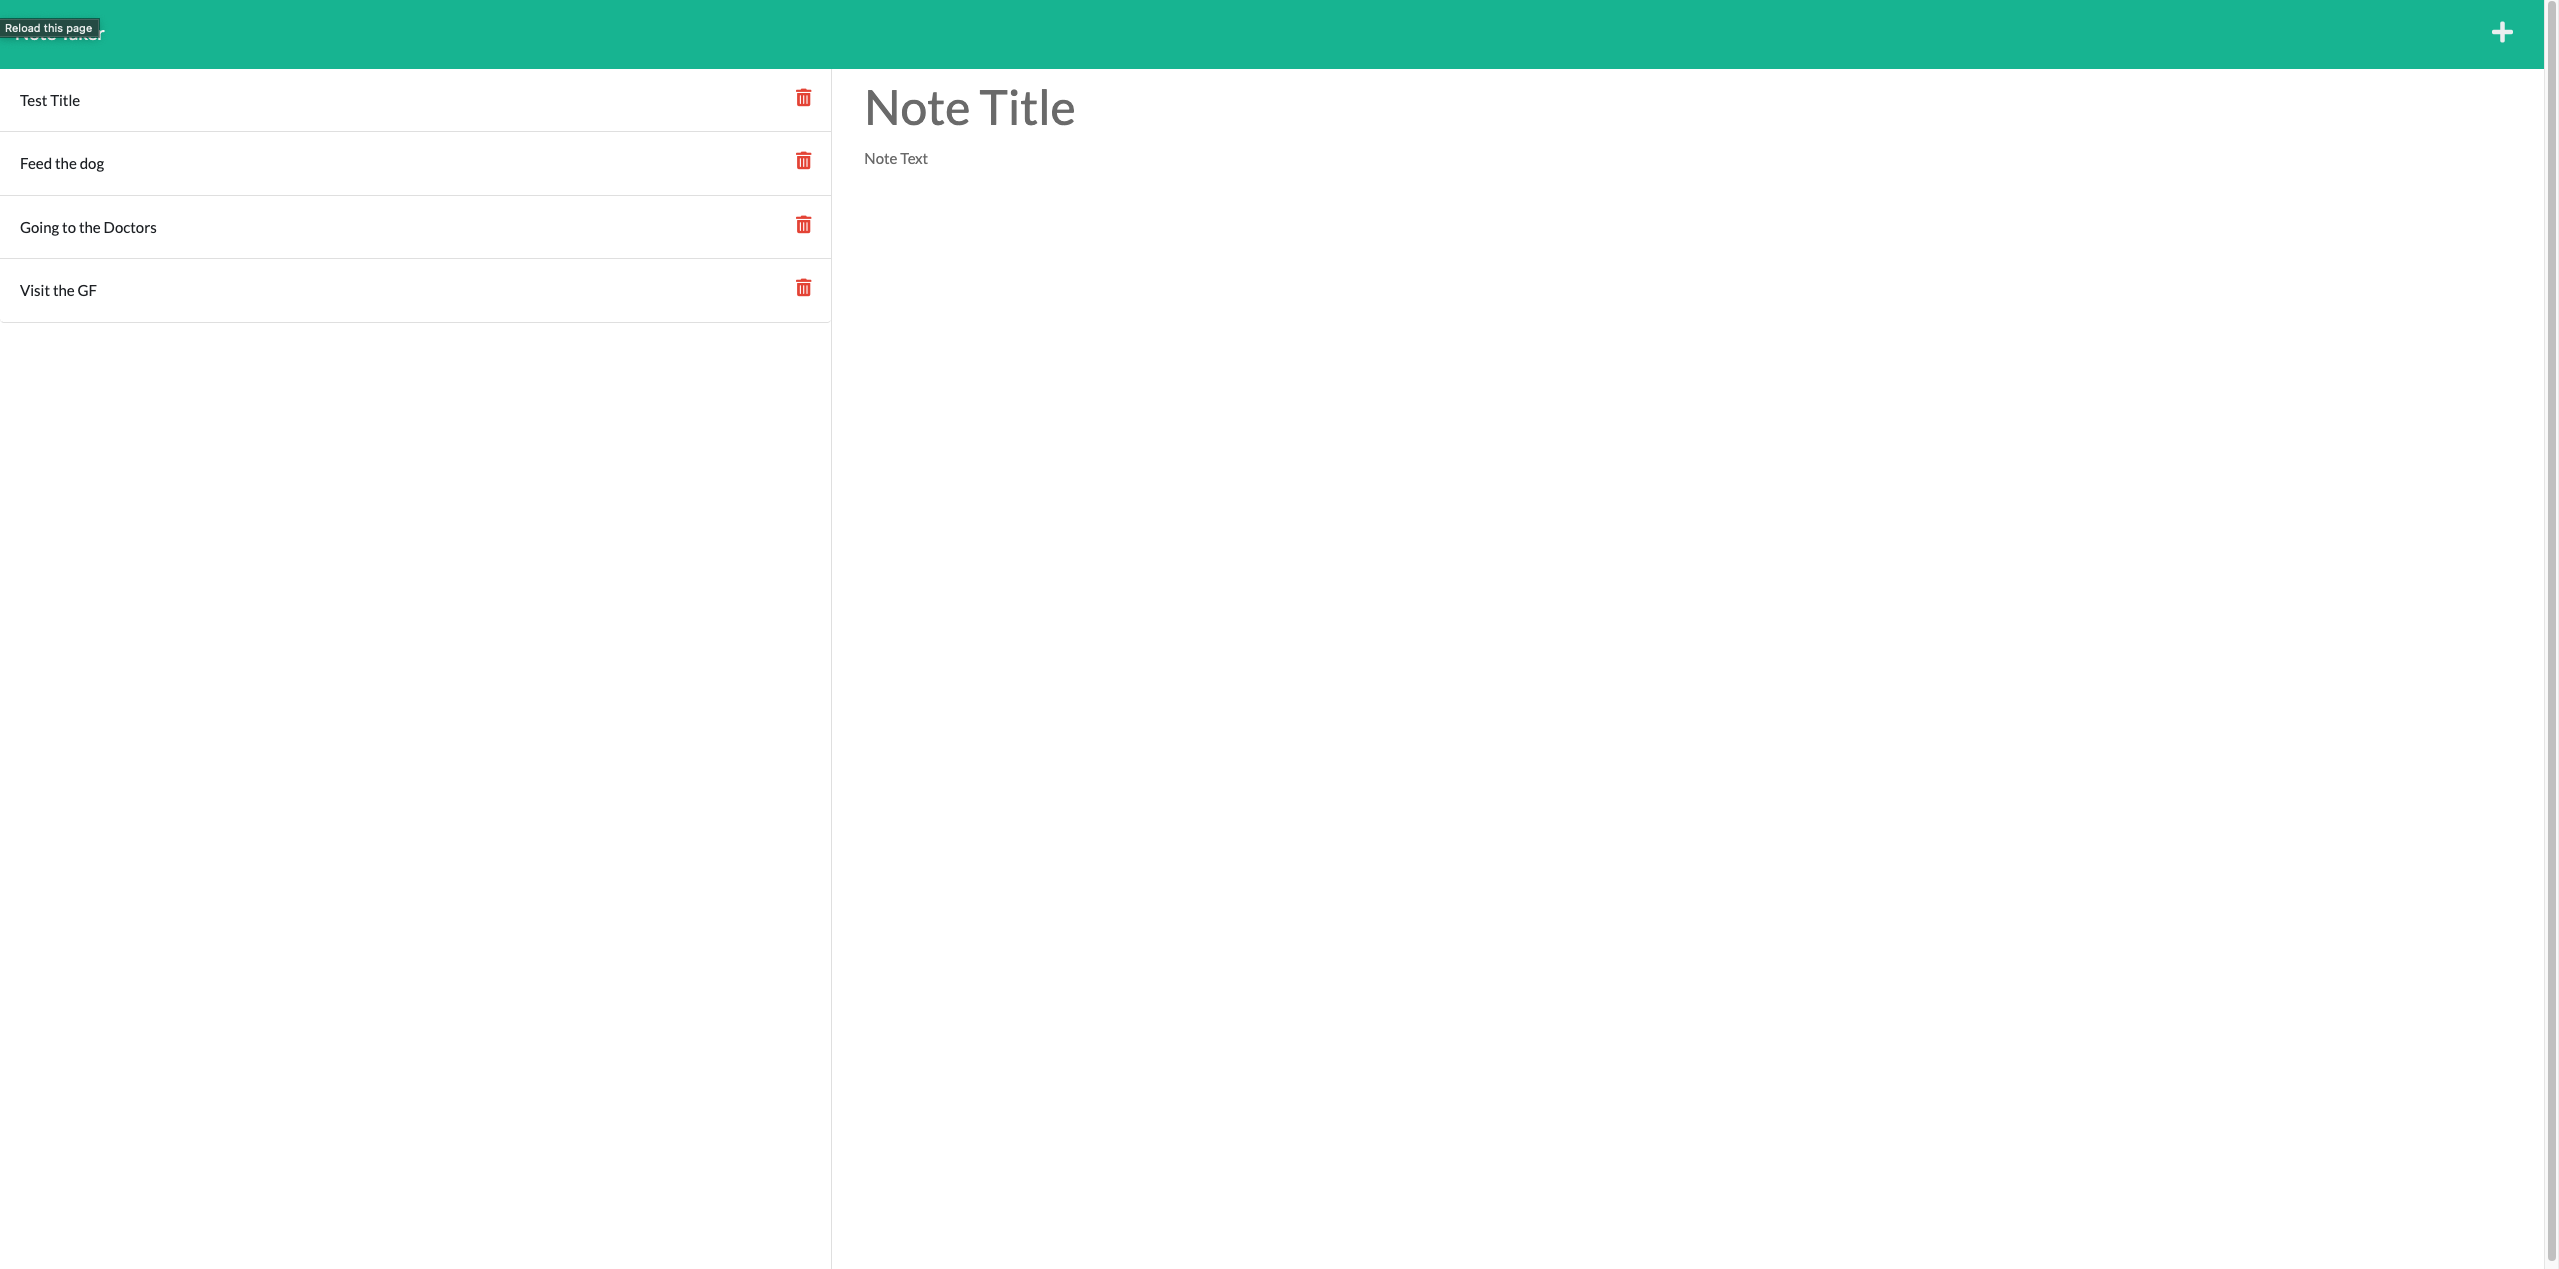 Reload this page
Note Taker
Test Title
Feed the dog
Going to the Doctors
Visit the GF
Note Title
Note Text